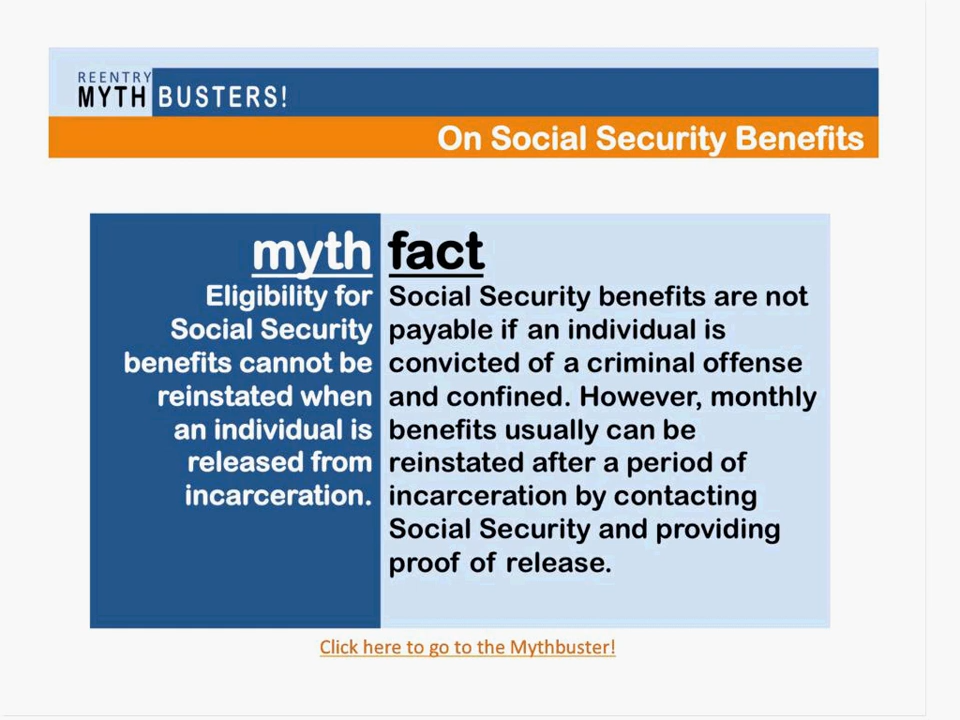 REENTRY
MYTH BUSTERS!
On Social Security Benefits
myth
Eligibility for
Social Security
benefits cannot be
reinstated when
an individual is
released from
incarceration.
fact
Social Security benefits are not
payable if an individual is
convicted of a criminal offense
and confined. However, monthly
benefits usually can be
reinstated after a period of
incarceration by contacting
Social Security and providing
proof of release.
Click here to go to the Mythbuster!